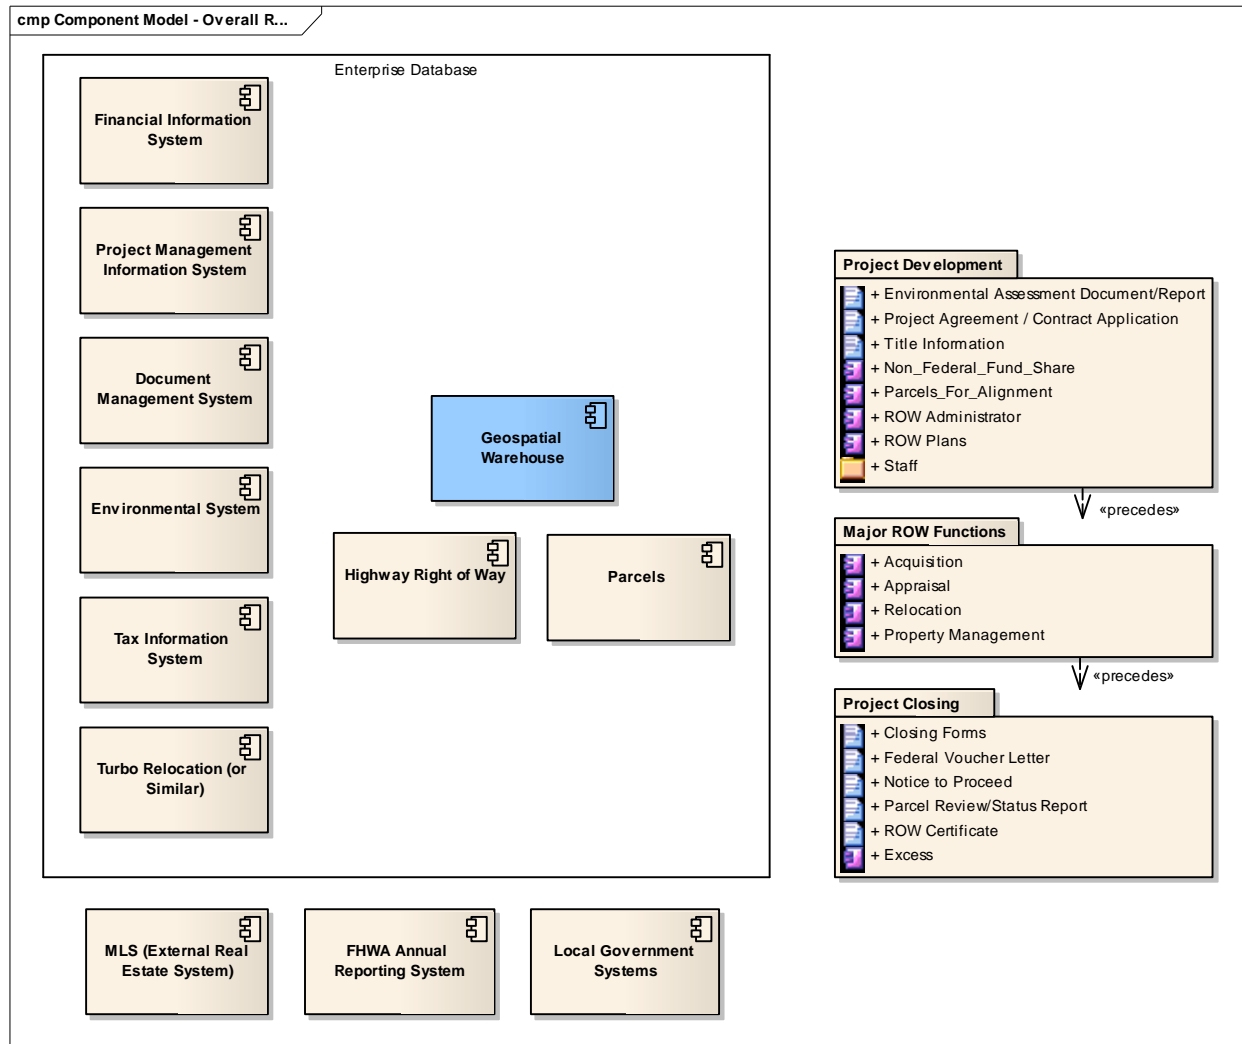 cmp Component Model - Overall R...
Enterprise Database
Financial Information
System
Project Management
Information System
Document
Management System
Environmental System
Tax Information
System
Turbo Relocation (or
Similar)
Geospatial
Warehouse
Highway Right of Way
Parcels
MLS (External Real
Estate System)
FHWA Annual
Reporting System
Local Government
Systems
Project Development
+ Environmental Assessment Document/Report
+ Project Agreement / Contract Application
+ Title Information
+ Non_Federal_Fund_Share
+ Parcels_For_Alignment
+ ROW Administrator
+ ROW Plans
+ Staff
«precedes»
Major ROW Functions
+ Acquisition
+ Appraisal
+ Relocation
+ Property Management
«precedes»
Project Closing
+ Closing Forms
+ Federal Voucher Letter
+ Notice to Proceed
+ Parcel Review/Status Report
+ ROW Certificate
+ Excess